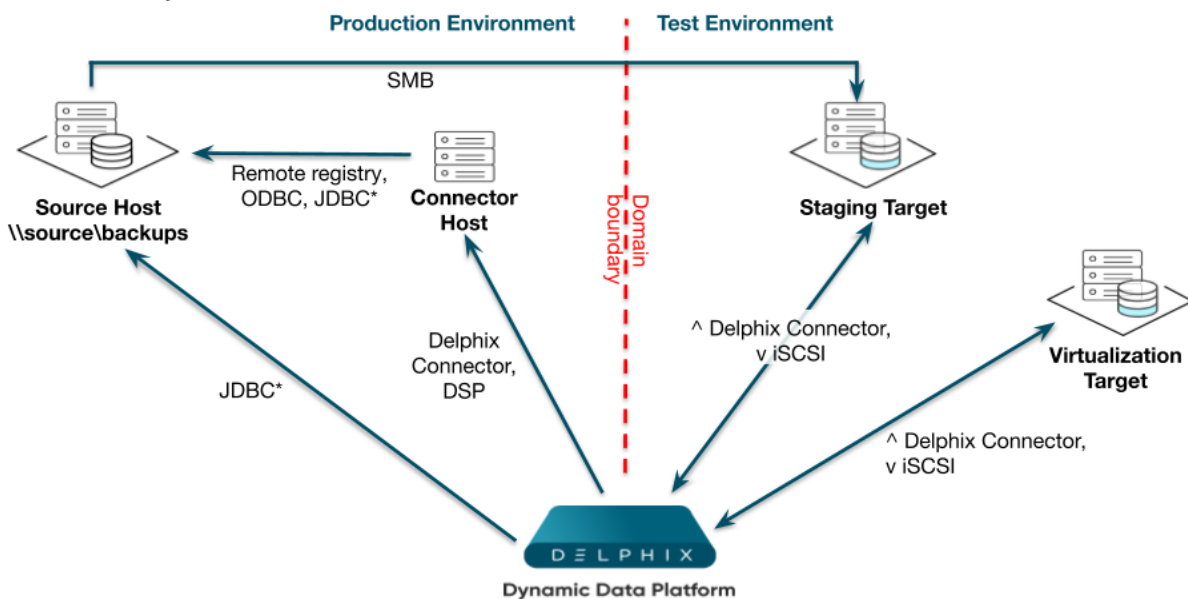 Production Environment
Test Environment
SMB
Remote registry,
ODBC, JDBC*
Source Host
\\source\backups
Connector
Host
Domain
boundary
Staging Target
Virtualization
Target
^ Delphix Connector,
v iSCSI
Delphix
Connector,
DSP
JDBC*
^ Delphix Connector,
v iSCSI
DELPHIX
Dynamic Data Platform